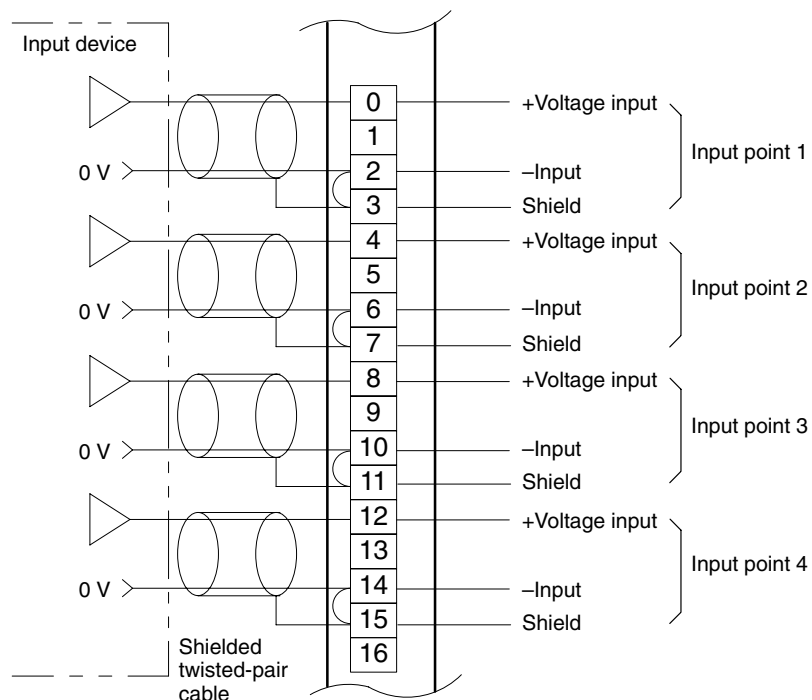 Input device
0 +Voltage input
1
Input point 1
0 V 2 –Input
3 Shield
4 +Voltage input
5
Input point 2
0 V 6 –Input
7 Shield
8 +Voltage input
9
Input point 3
0 V 10 –Input
11 Shield
12 +Voltage input
13
Input point 4
0 V 14 –Input
15 Shield
16
Shielded
twisted-pair
cable